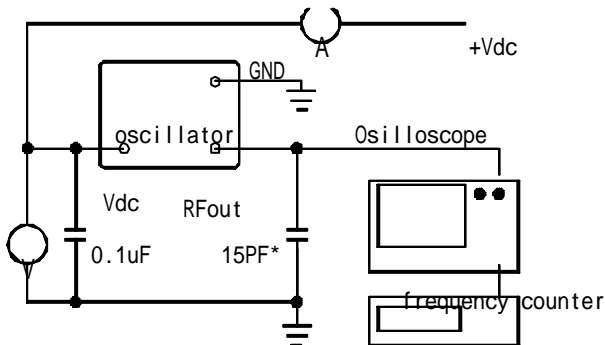 A
+Vdc
GND
oscillator
Osilloscope
Vdc
RFout
0.1uF
15PF*
V
frequency counter